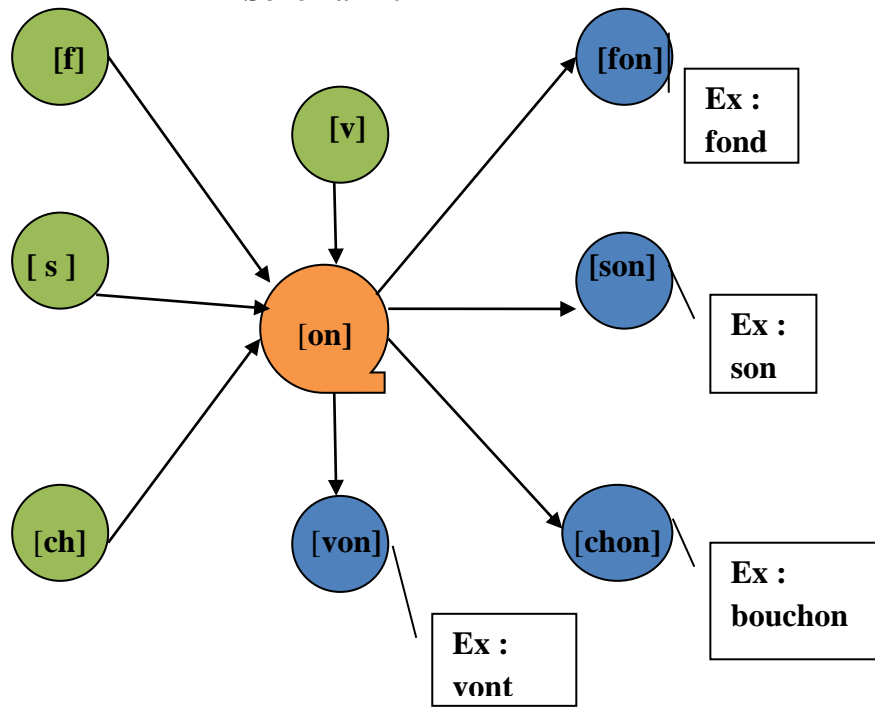 [f]
[fon]
Ex :
fond
[v]
[ s ]
[son]
Ex :
son
[on]
[ch]
[von]
[chon]
Ex :
bouchon
Ex :
vont